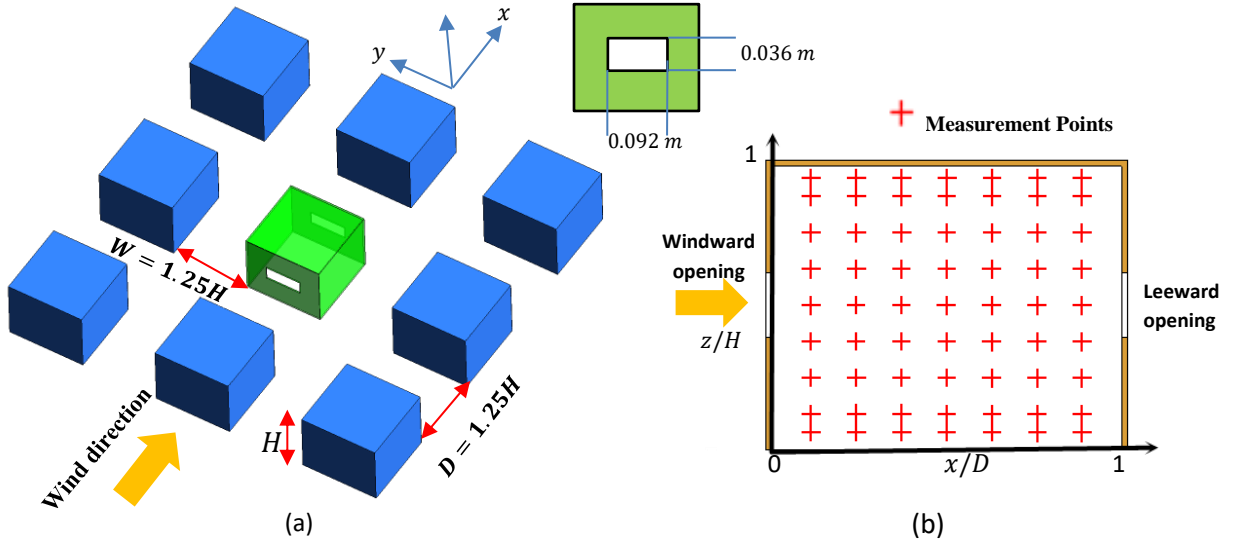 x
y
W = 1.25H
D = 1.25H
H
Wind direction
(a)
0.036 m
0.092 m
+ Measurement Points
1
Windward
opening
z/H
Leeward
opening
0
x/D
1
(b)